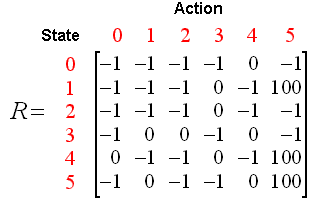 Action
State 0 1 2 3 4 5
0 −1 −1 −1 −1 0 −1
1 −1 −1 −1 0 −1 100
R= 2 −1 −1 −1 0 −1 −1
3 −1 0 0 −1 0 −1
4 0 −1 −1 0 −1 100
5 −1 0 −1 −1 0 100